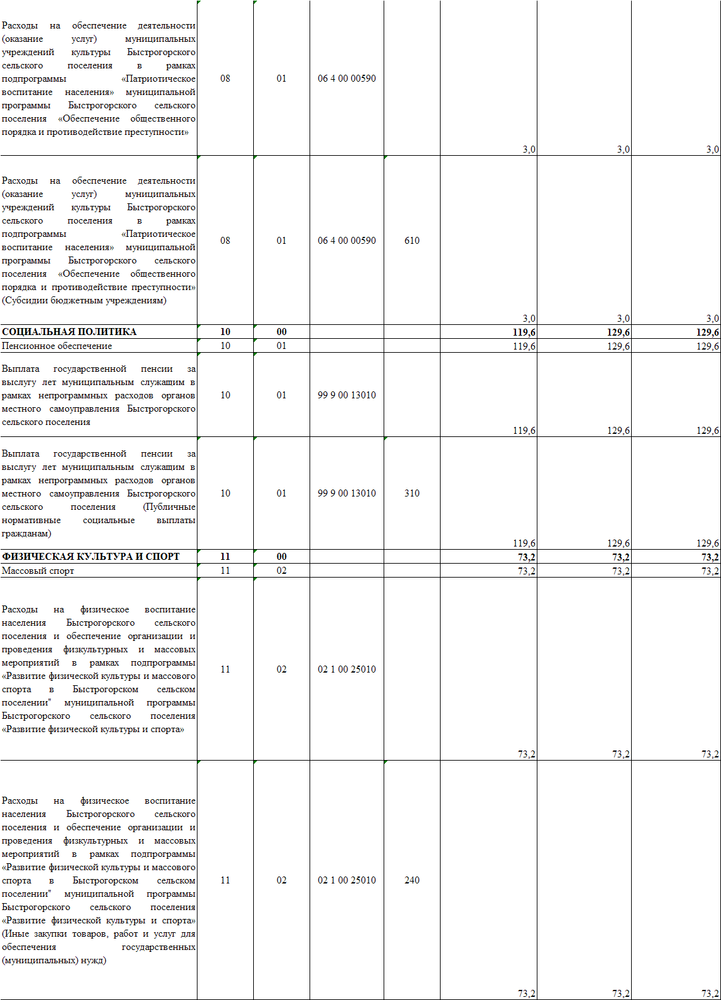 Расходы на обеспечение деятельности
(оказание услуг) муниципальных
учреждений культуры Быстрогорского
сельского поселения в рамках
подпрограммы «Патриотическое
воспитание населения» муниципальной
программы Быстрогорского сельского
поселения «Обеспечение общественного
порядка и противодействие преступности»
08 01 06 4 00 00590
3,0 3,0 3,0
Расходы на обеспечение деятельности
(оказание услуг) муниципальных
учреждений культуры Быстрогорского
сельского поселения в рамках
подпрограммы «Патриотическое
воспитание населения» муниципальной
программы Быстрогорского сельского
поселения «Обеспечение общественного
порядка и противодействие преступности»
(Субсидии бюджетным учреждениям)
08 01 06 4 00 00590 610
3,0 3,0 3,0
СОЦИАЛЬНАЯ ПОЛИТИКА 10 00 119,6 129,6 129,6
Пенсионное обеспечение 10 01 119,6 129,6 129,6
Выплата государственной пенсии за
выслугу лет муниципальным служащим в
рамках непрограммных расходов органов
местного самоуправления Быстрогорского
сельского поселения
10 01 99 9 00 13010
119,6 129,6 129,6
Выплата государственной пенсии за
выслугу лет муниципальным служащим в
рамках непрограммных расходов органов
местного самоуправления Быстрогорского
сельского поселения (Публичные
нормативные социальные выплаты
гражданам)
10 01 99 9 00 13010 310
119,6 129,6 129,6
ФИЗИЧЕСКАЯ КУЛЬТУРА И СПОРТ 11 00 73,2 73,2 73,2
Массовый спорт 11 02 73,2 73,2 73,2
Расходы на физическое воспитание
населения Быстрогорского сельского
поселения и обеспечение организации и
проведения физкультурных и массовых
мероприятий в рамках подпрограммы
«Развитие физической культуры и массового
спорта в Быстрогорском сельском
поселении" муниципальной программы
Быстрогорского сельского поселения
«Развитие физической культуры и спорта»
11 02 02 1 00 25010
73,2 73,2 73,2
Расходы на физическое воспитание
населения Быстрогорского сельского
поселения и обеспечение организации и
проведения физкультурных и массовых
мероприятий в рамках подпрограммы
«Развитие физической культуры и массового
спорта в Быстрогорском сельском
поселении" муниципальной программы
Быстрогорского сельского поселения
«Развитие физической культуры и спорта»
(Иные закупки товаров, работ и услуг для
обеспечения государственных
(муниципальных) нужд)
11 02 02 1 00 25010 240
73,2 73,2 73,2